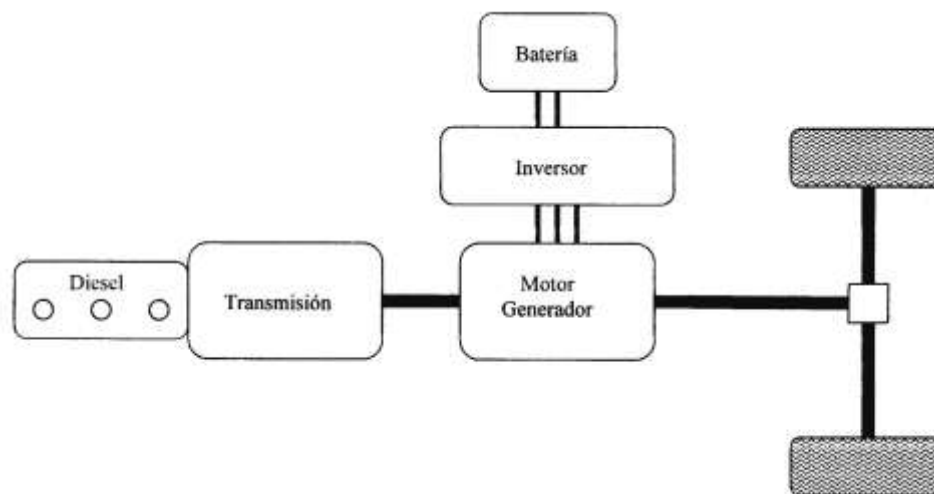 Batería
Inversor
Diesel
Transmisión
Motor
Generador